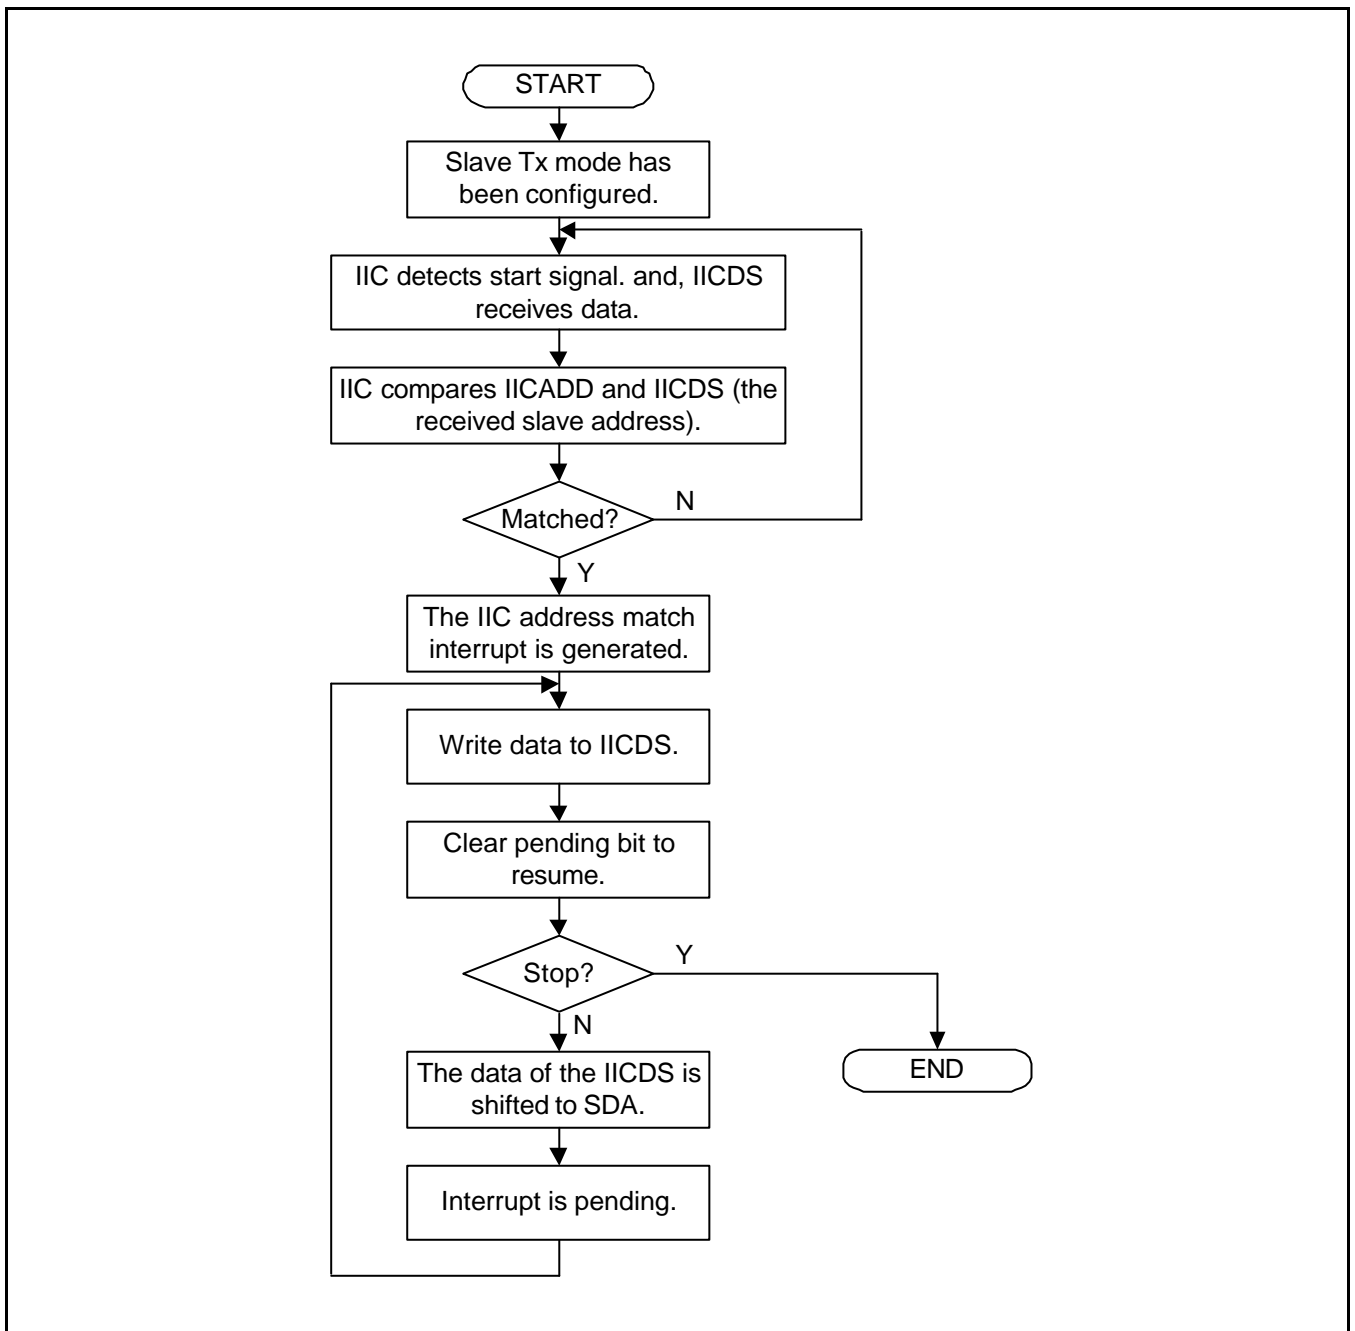 START
Slave Tx mode has
been configured.
IIC detects start signal. and, IICDS
receives data.
IIC compares IICADD and IICDS (the
received slave address).
Matched?
N
Y
The IIC address match
interrupt is generated.
Write data to IICDS.
Clear pending bit to
resume.
Stop?
Y
N
The data of the IICDS is
shifted to SDA.
END
Interrupt is pending.